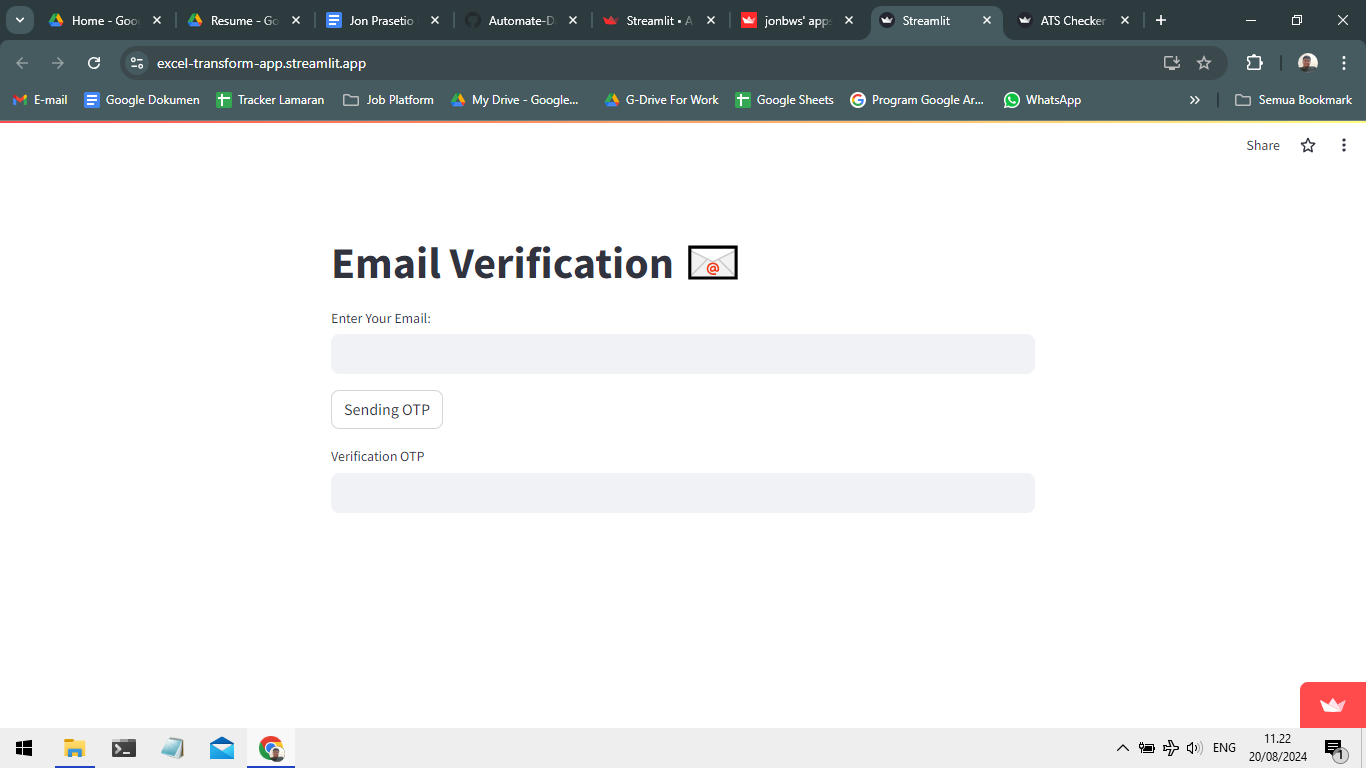 Home - Goo
Resume - Go
Jon Prasetio
Automate-D
Streamlit • A
jonbws' apps
Streamlit
ATS Checker
excel-transform-app.streamlit.app
E-mail
Google Dokumen
Tracker Lamaran
Job Platform
My Drive - Google...
G-Drive For Work
Google Sheets
Program Google Ar...
WhatsApp
Semua Bookmark
Share
Email Verification
Enter Your Email:
Sending OTP
Verification OTP
ENG
11.22
20/08/2024
1